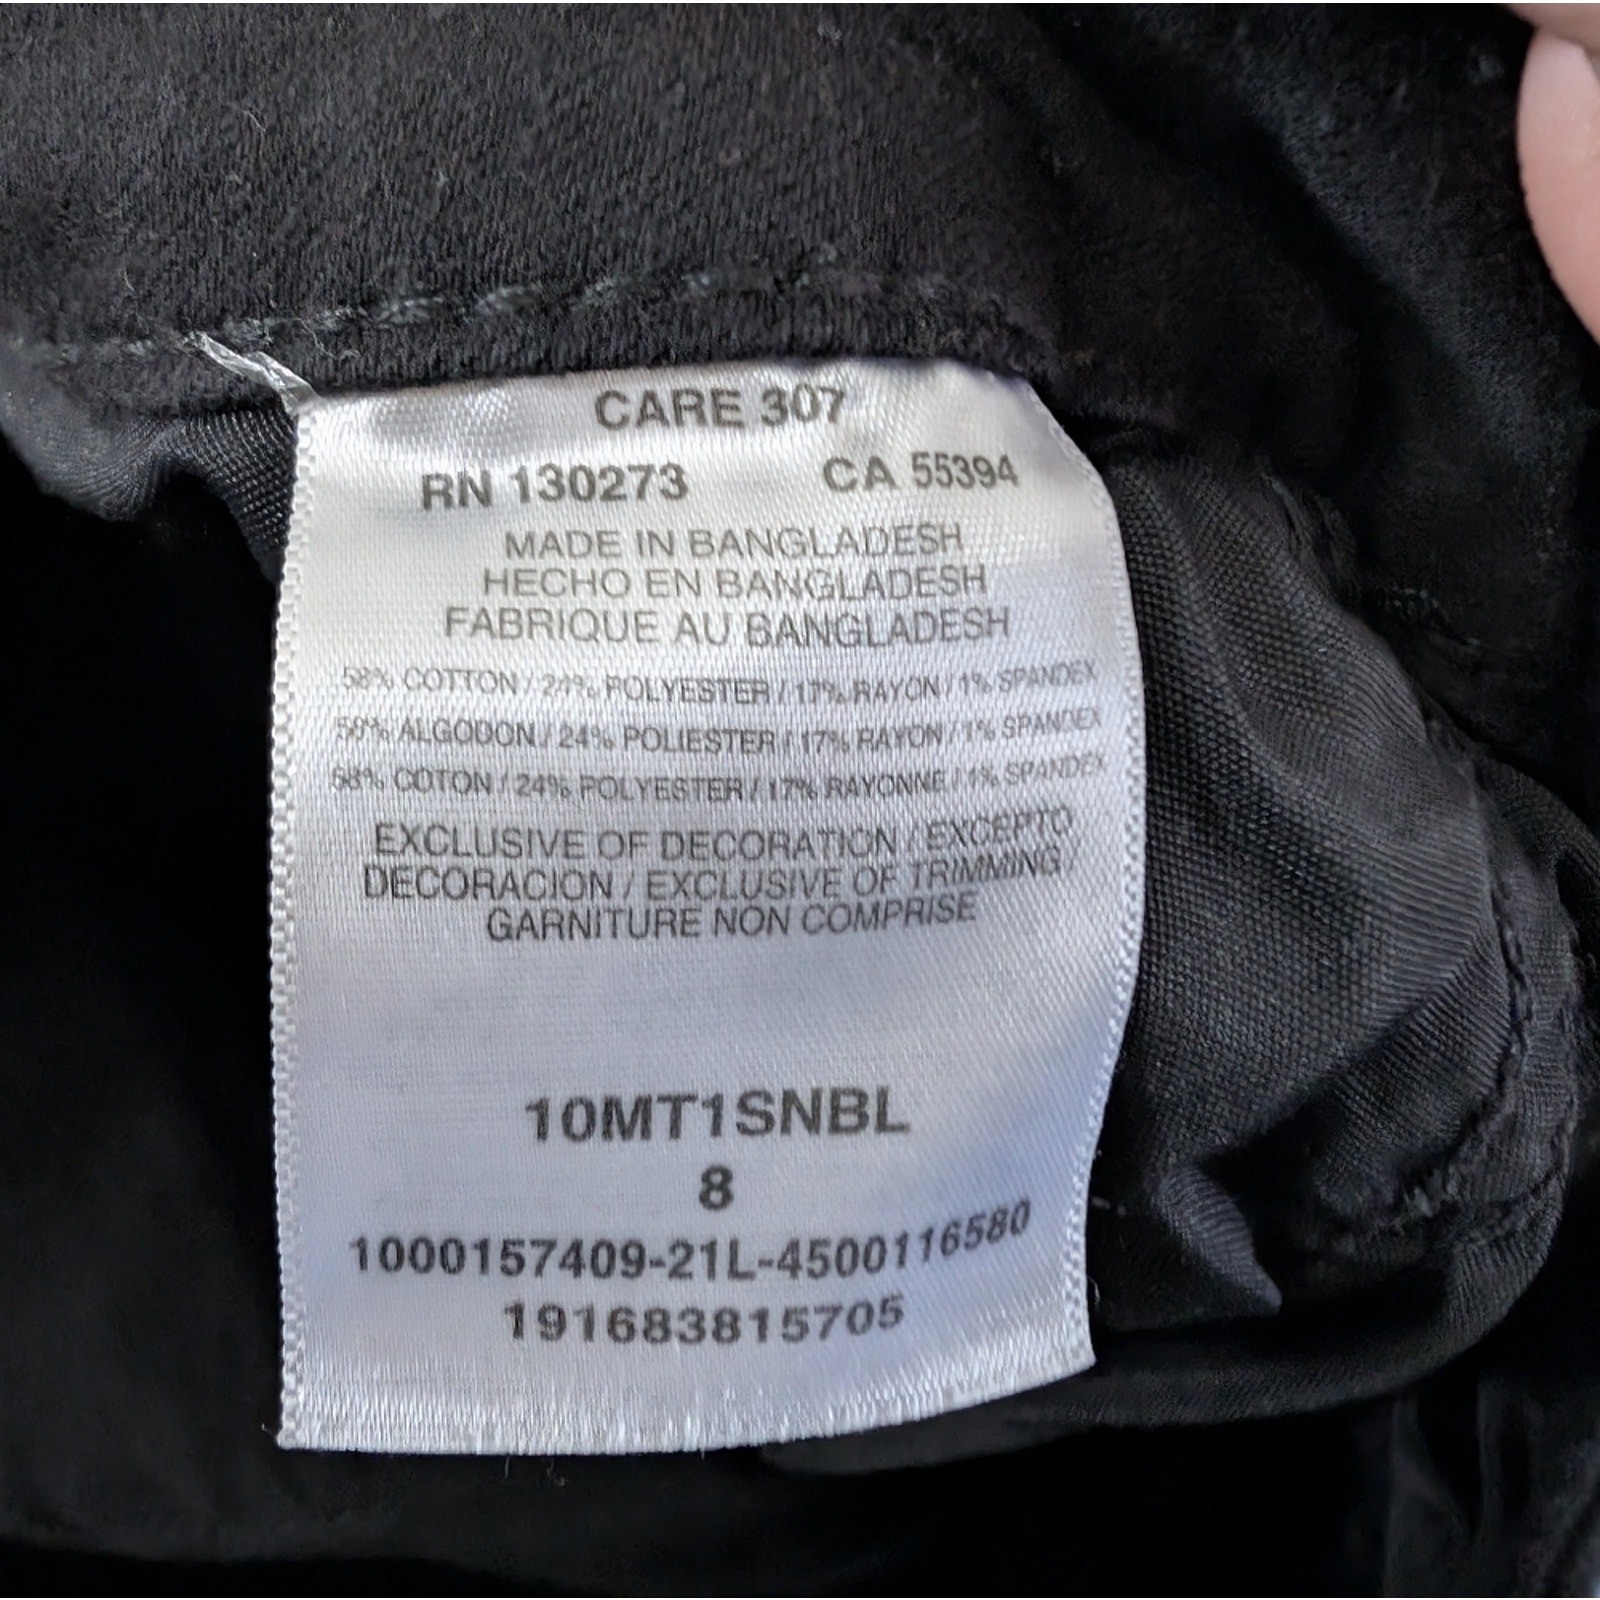 CARE 307
RN 130273 CA 55394
MADE IN BANGLADESH
HECHO EN BANGLADESH
FABRIQUE AU BANGLADESH
58% COTTON / 24% POLYESTER / 17% RAYON / 1% SPANDEX
58% ALGODON / 24% POLIESTER / 17% RAYON / 1% SPANDEX
58% COTON / 24% POLYESTER / 17% RAYONNE / 1% SPANDEX
EXCLUSIVE OF DECORATION / EXCEPTO
DECORACION / EXCLUSIVE OF TRIMMING /
GARNITURE NON COMPRISE
10MT1SNBL
8
1000157409-21L-4500116580
191683815705